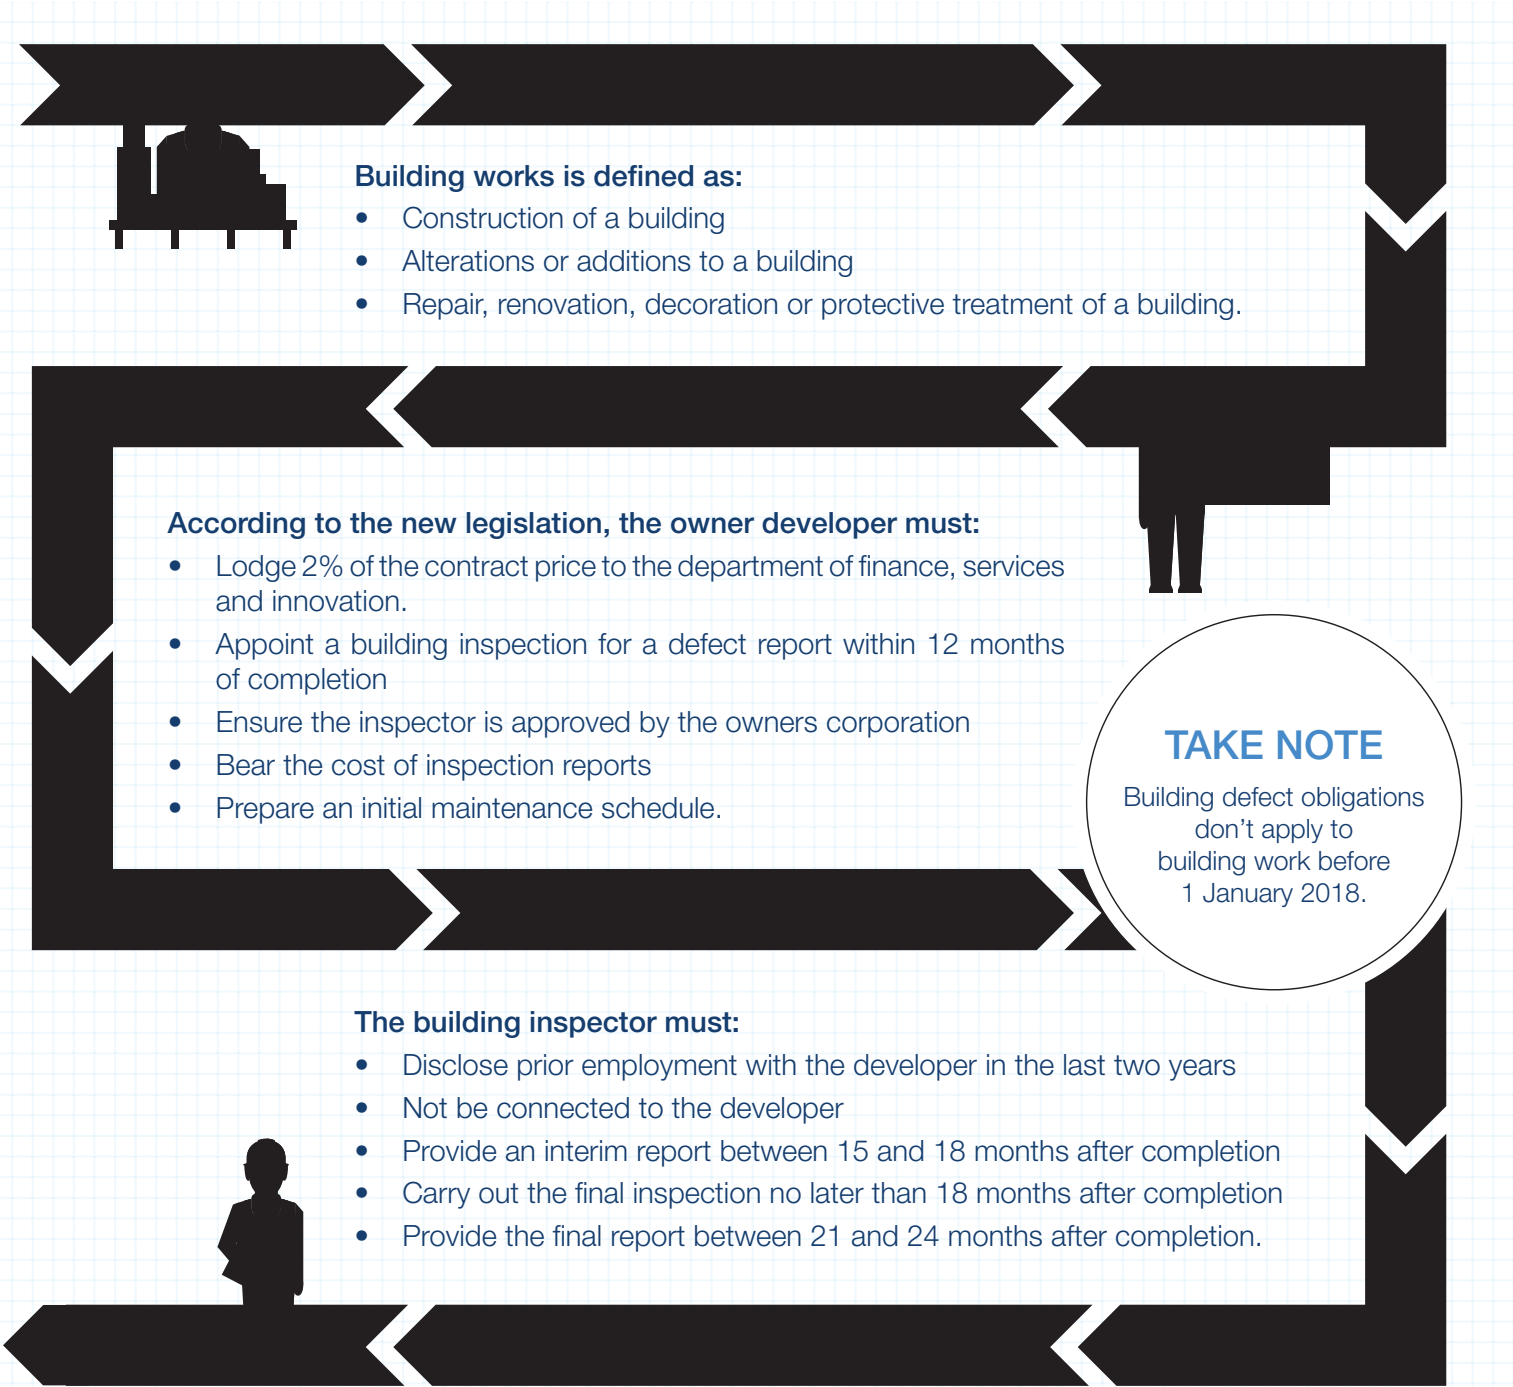 Building works is defined as:
• Construction of a building
• Alterations or additions to a building
• Repair, renovation, decoration or protective treatment of a building.
According to the new legislation, the owner developer must:
• Lodge 2% of the contract price to the department of finance, services
and innovation.
• Appoint a building inspection for a defect report within 12 months
of completion
• Ensure the inspector is approved by the owners corporation
• Bear the cost of inspection reports
• Prepare an initial maintenance schedule.
TAKE NOTE
Building defect obligations
don’t apply to
building work before
1 January 2018.
The building inspector must:
• Disclose prior employment with the developer in the last two years
• Not be connected to the developer
• Provide an interim report between 15 and 18 months after completion
• Carry out the final inspection no later than 18 months after completion
• Provide the final report between 21 and 24 months after completion.